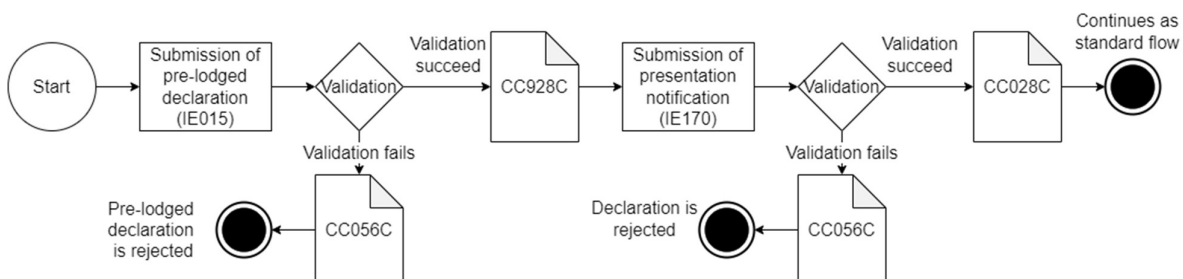 Start
Submission of
pre-lodged
declaration
(IE015)
Validation
Validation
succeed
CC928C
Submission of
presentation
notification
(IE170)
Validation
Validation
succeed
CC028C
Continues as
standard flow
Validation fails
CC056C
Pre-lodged
declaration
is rejected
Validation fails
CC056C
Declaration is
rejected